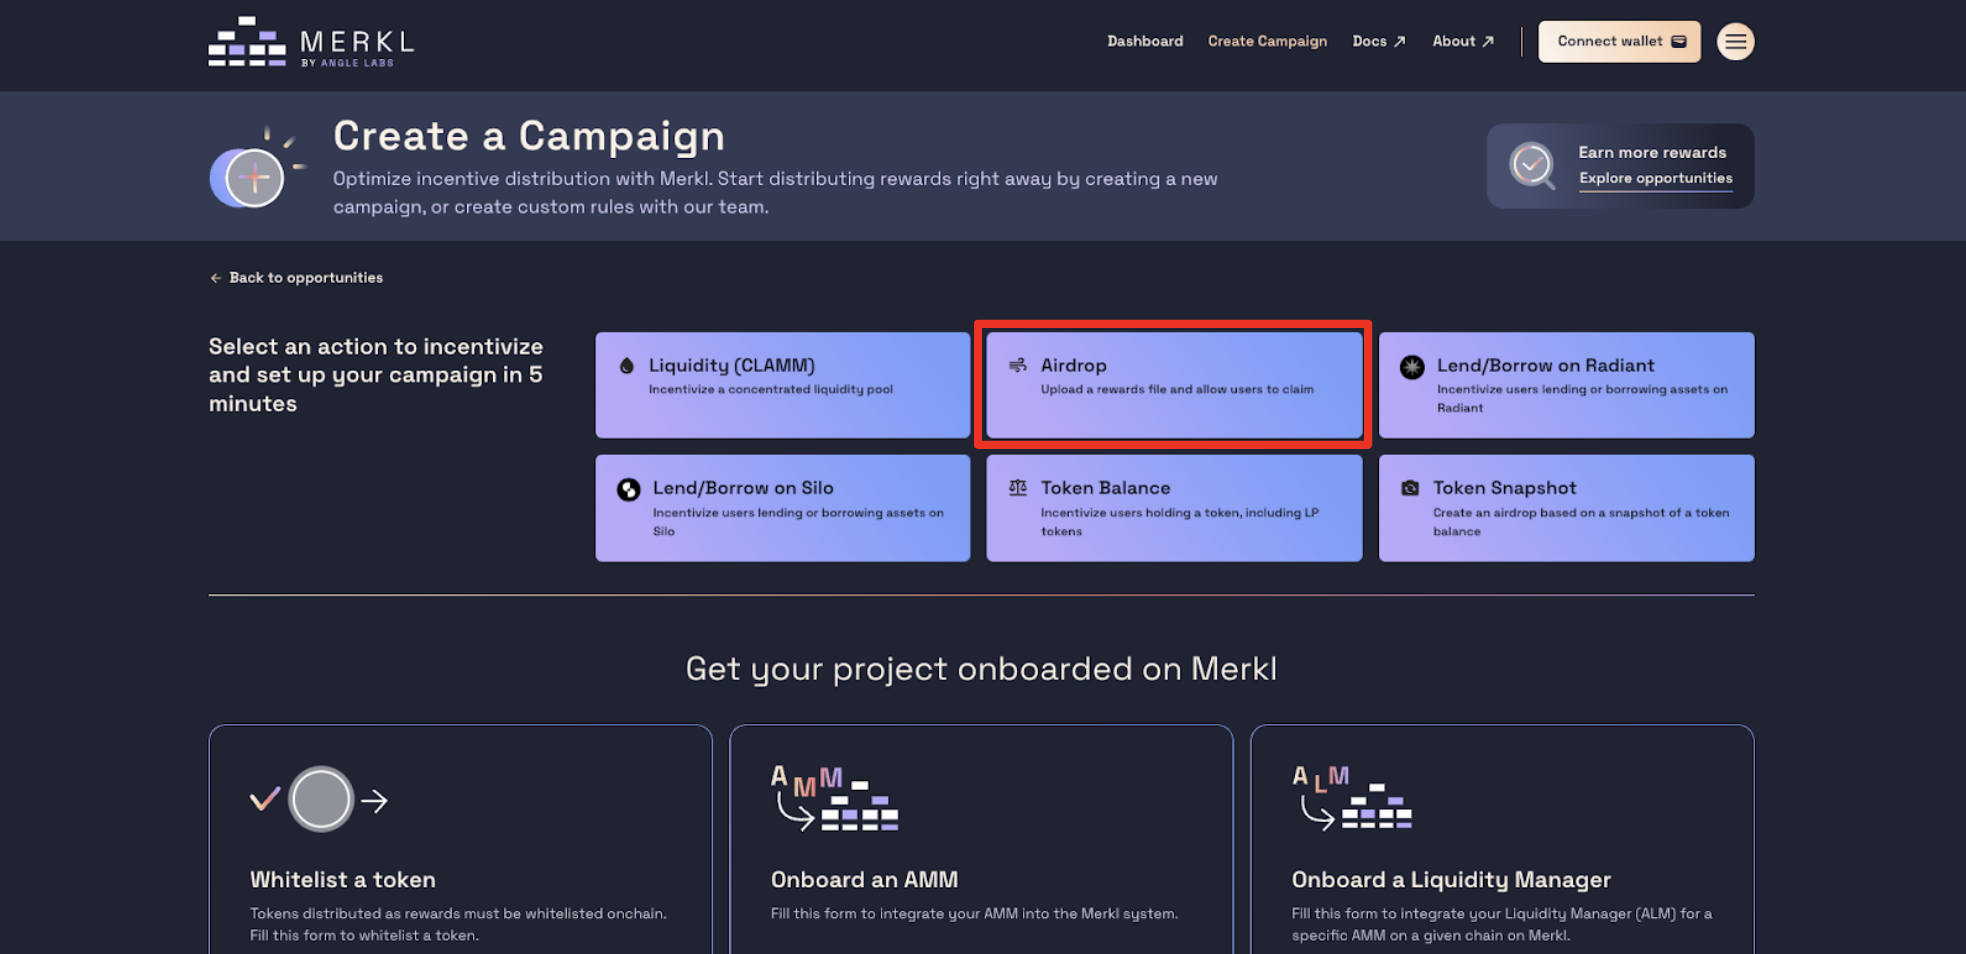 MERKL
BY ANGLE LABS
Dashboard
Create Campaign
Docs
About
Connect wallet
Create a Campaign
Optimize incentive distribution with Merkl. Start distributing rewards right away by creating a new
campaign, or create custom rules with our team.
Earn more rewards
Explore opportunities
Back to opportunities
Select an action to incentivize
and set up your campaign in 5
minutes
Liquidity (CLAMM)
Incentivize a concentrated liquidity pool
Airdrop
Upload a rewards file and allow users to claim
Lend/Borrow on Radiant
Incentivize users lending or borrowing assets on
Radiant
Lend/Borrow on Silo
Incentivize users lending or borrowing assets on
Silo
Token Balance
Incentivize users holding a token, including LP
tokens
Token Snapshot
Create an airdrop based on a snapshot of a token
balance
Get your project onboarded on Merkl
Whitelist a token
Tokens distributed as rewards must be whitelisted onchain.
Fill this form to whitelist a token.
AMM
Onboard an AMM
Fill this form to integrate your AMM into the Merkl system.
ALM
Onboard a Liquidity Manager
Fill this form to integrate your Liquidity Manager (ALM) for a
specific AMM on a given chain on Merkl.